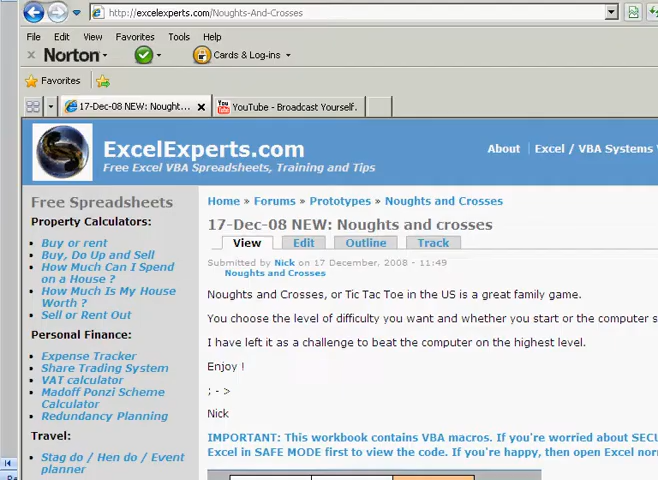 http://excelexperts.com/Noughts-And-Crosses
File Edit View Favorites Tools Help
Norton Cards & Log-ins
Favorites
17-Dec-08 NEW: Nought... YouTube - Broadcast Yourself.
ExcelExperts.com
Free Excel VBA Spreadsheets, Training and Tips
About Excel / VBA Systems
Free Spreadsheets
Property Calculators:
Buy or rent
Buy, Do Up and Sell
How Much Can I Spend
on a House ?
How Much Is My House
Worth ?
Sell or Rent Out
Personal Finance:
Expense Tracker
Share Trading System
VAT calculator
Madoff Ponzi Scheme
Calculator
Redundancy Planning
Travel:
Stag do / Hen do / Event
planner
Home » Forums » Prototypes » Noughts and Crosses
17-Dec-08 NEW: Noughts and crosses
View Edit Outline Track
Submitted by Nick on 17 December, 2008 - 11:49
Noughts and Crosses
Noughts and Crosses, or Tic Tac Toe in the US is a great family game.
You choose the level of difficulty you want and whether you start or the computer s
I have left it as a challenge to beat the computer on the highest level.
Enjoy !
; - >
Nick
IMPORTANT: This workbook contains VBA macros. If you're worried about SECU
Excel in SAFE MODE first to view the code. If you're happy, then open Excel norm